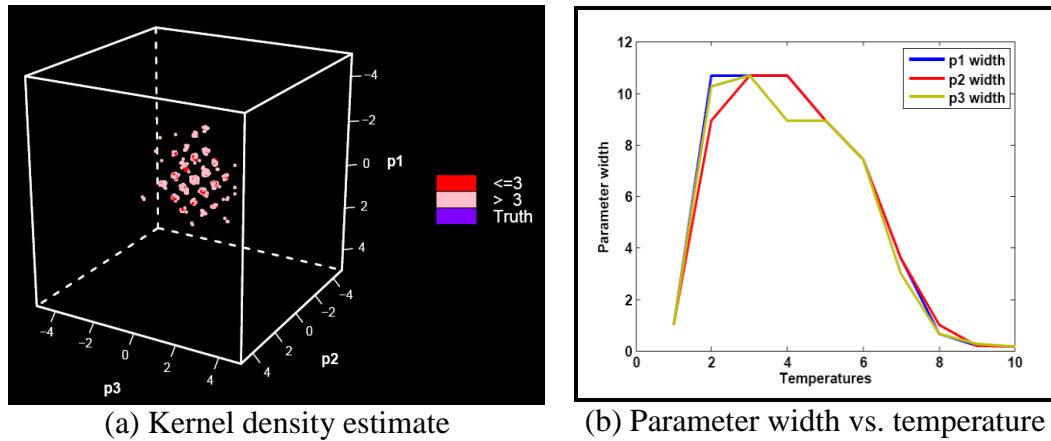 −4
−2
0
p1
2
4
<=3
> 3
Truth
−4
−2
0
2
4
p3
4
2
0
−2
−4
p2
(a) Kernel density estimate
12
10
8
6
4
2
0
0
2
4
6
8
10
Parameter width
Temperatures
p1 width
p2 width
p3 width
(b) Parameter width vs. temperature